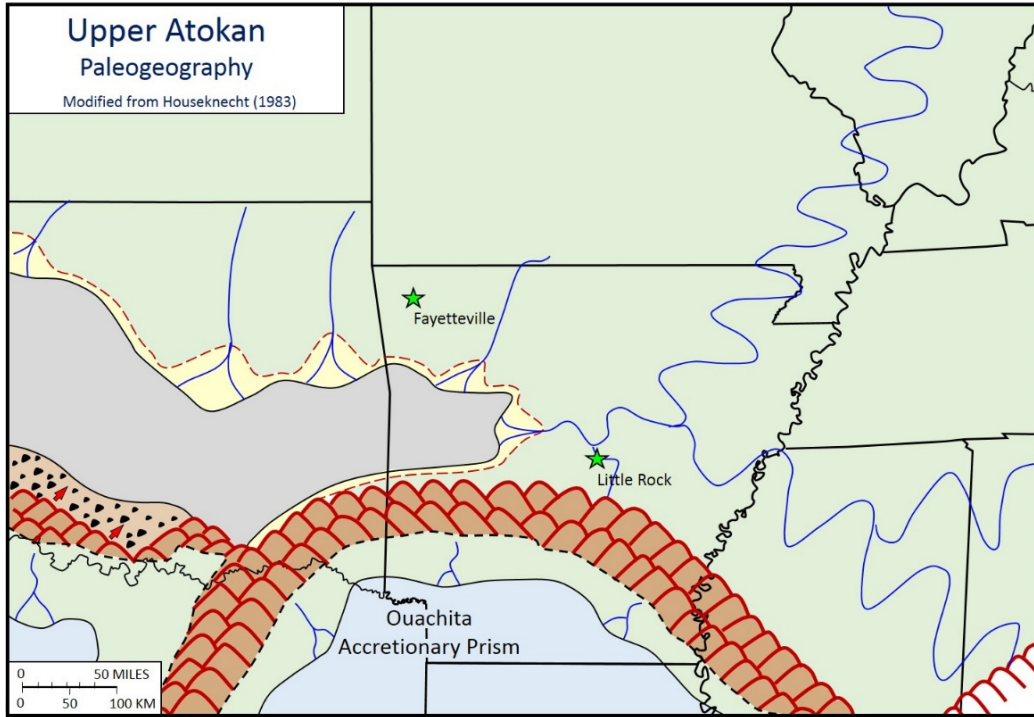 Upper Atokan
Paleogeography
Modified from Houseknecht (1983)
Fayetteville
Little Rock
Ouachita
Accretionary Prism
0 50 MILES
0 50 100 KM